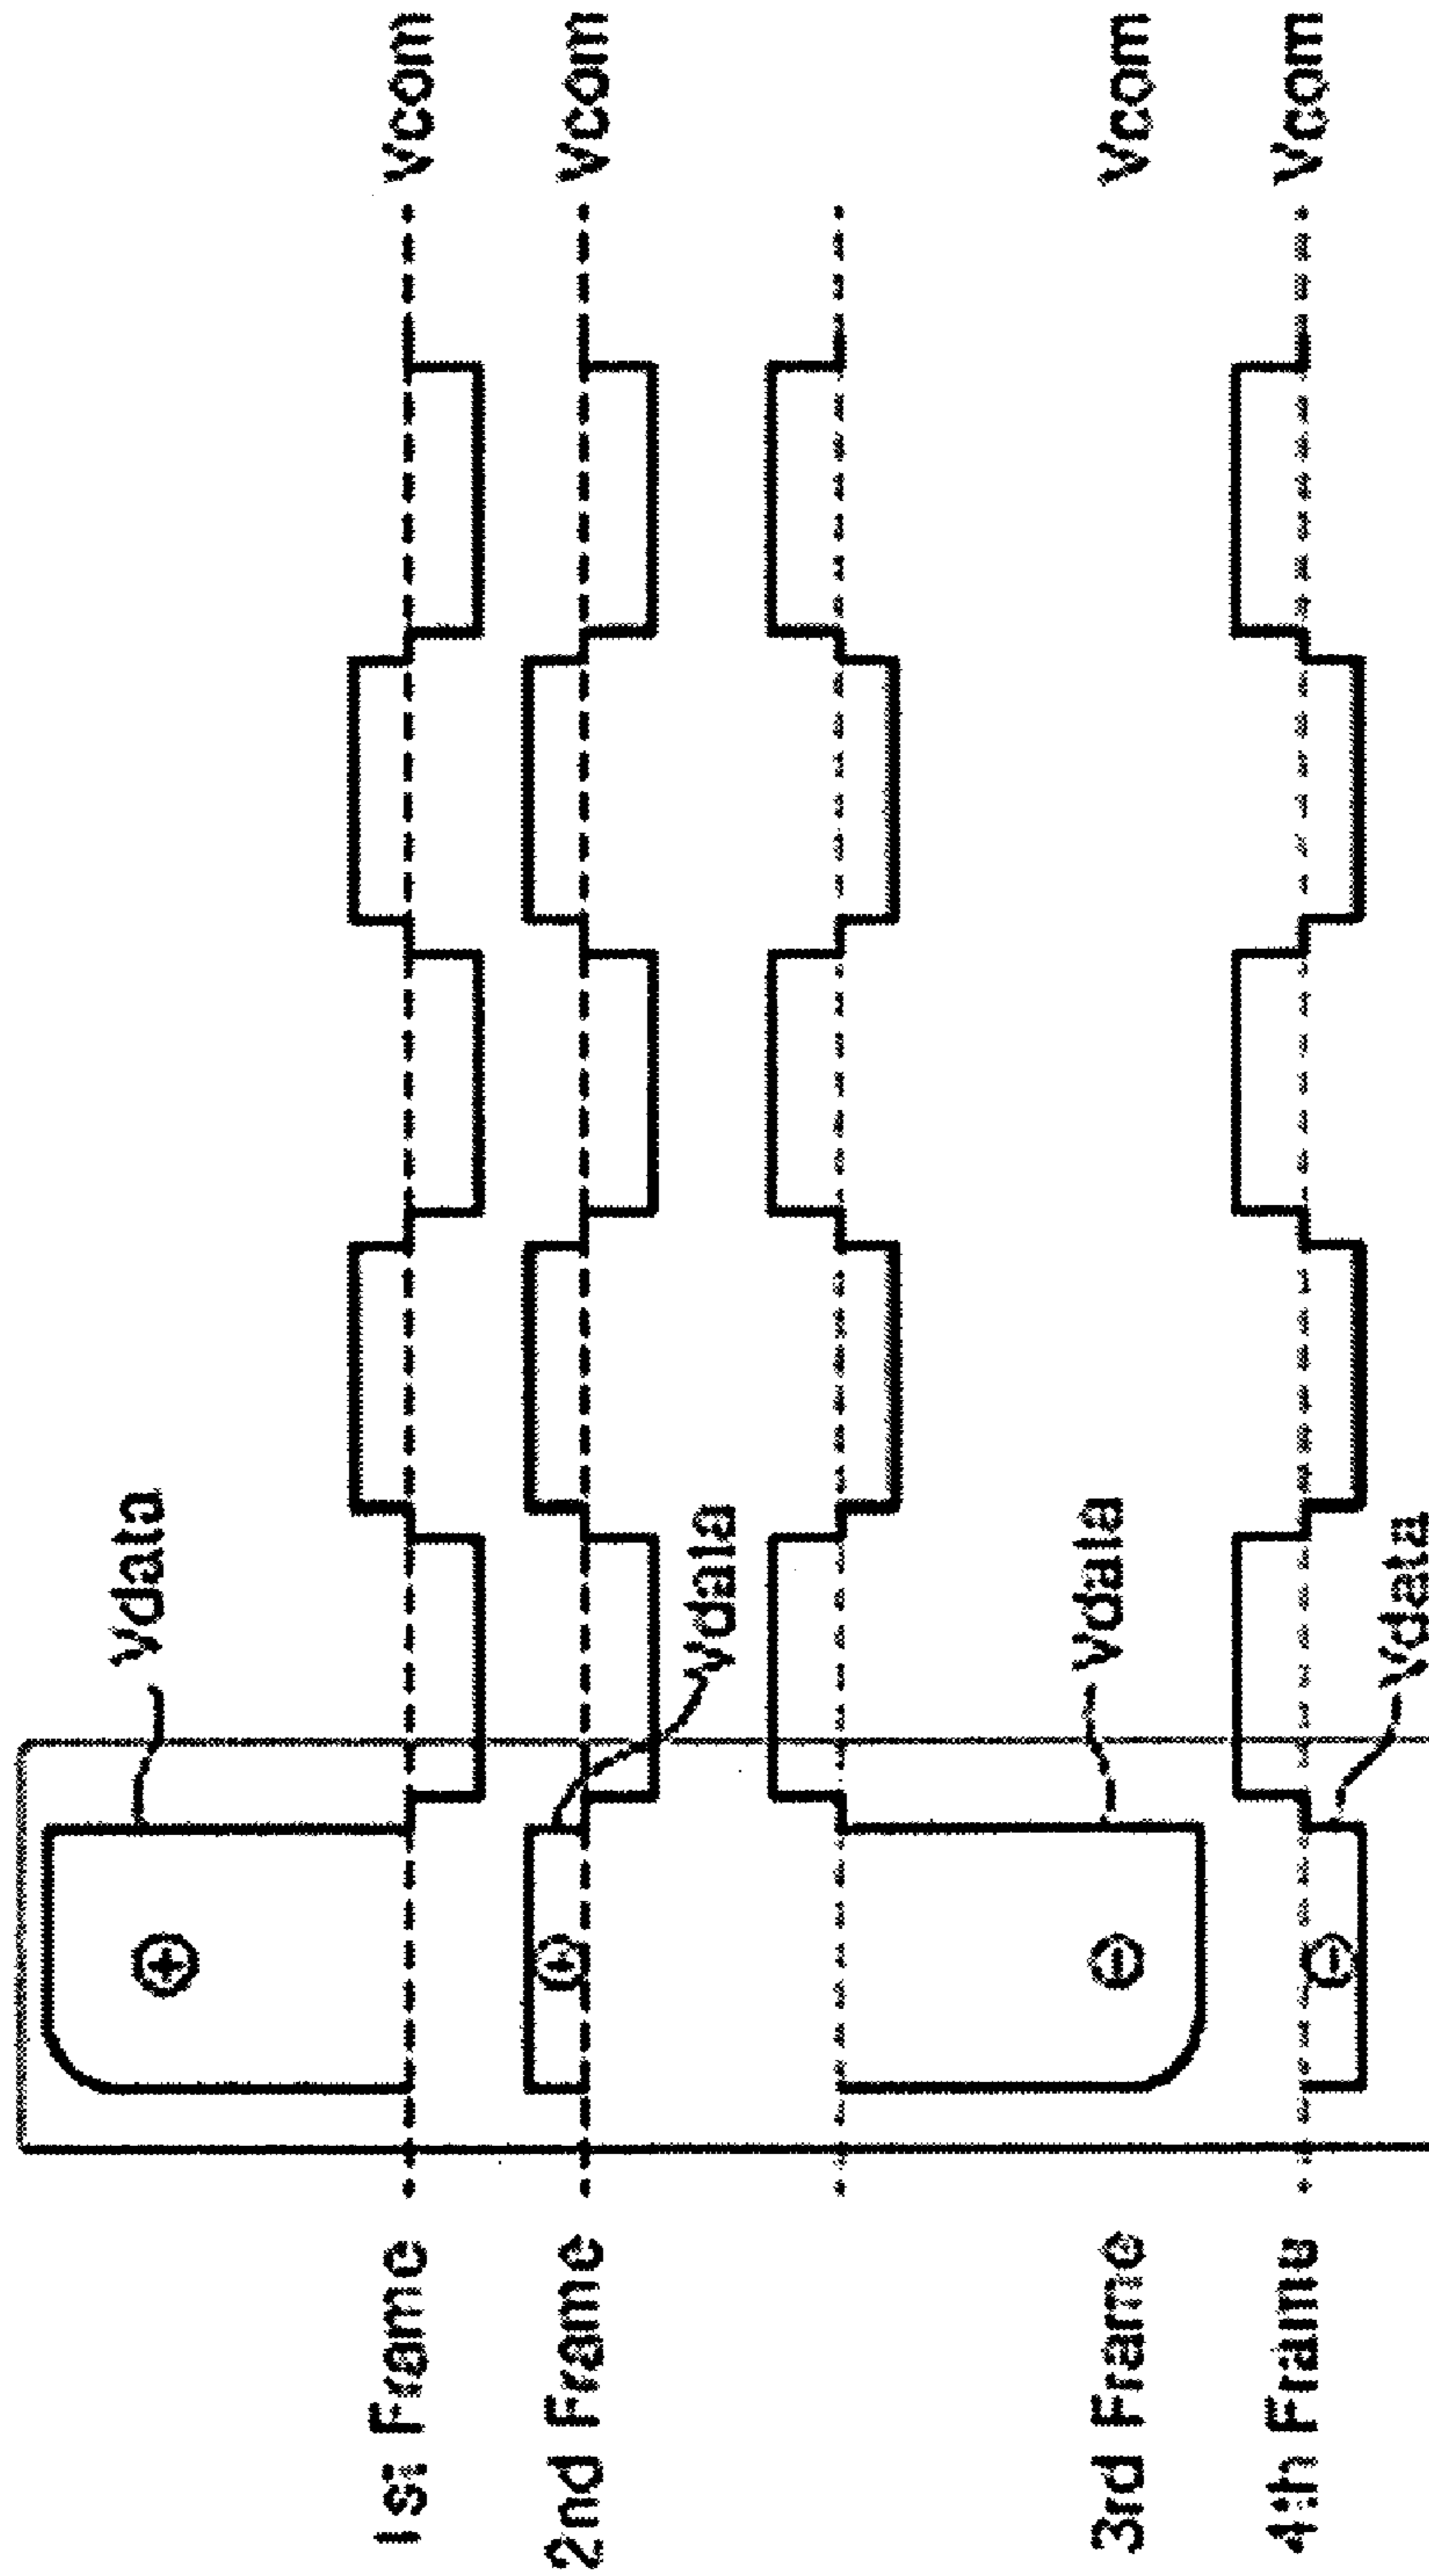 Vdata
1st Frame
Vcom
⊕
2nd Frame
Vcom
⊕
Vdata
3rd Frame
Vcom
⊖
Vdata
4th Frame
Vcom
⊖
Vdata